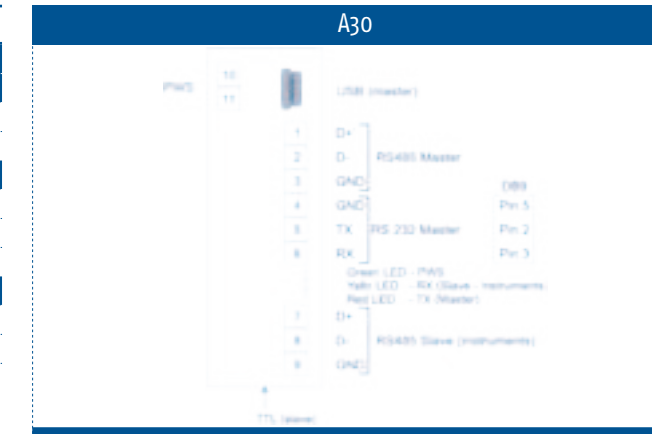 A30
PWS
10
11
USB (master)
1 D+
2 D- RS485 Master
3 GND
DB9
4 GND Pin 5
5 TX RS 232 Master Pin 2
6 RX Pin 3
Green LED - PWS
Yello LED - RX (Slave - Instruments)
Red LED - TX (Master)
7 D+
8 D- RS485 Slave (instruments)
9 GND
TTL (slave)